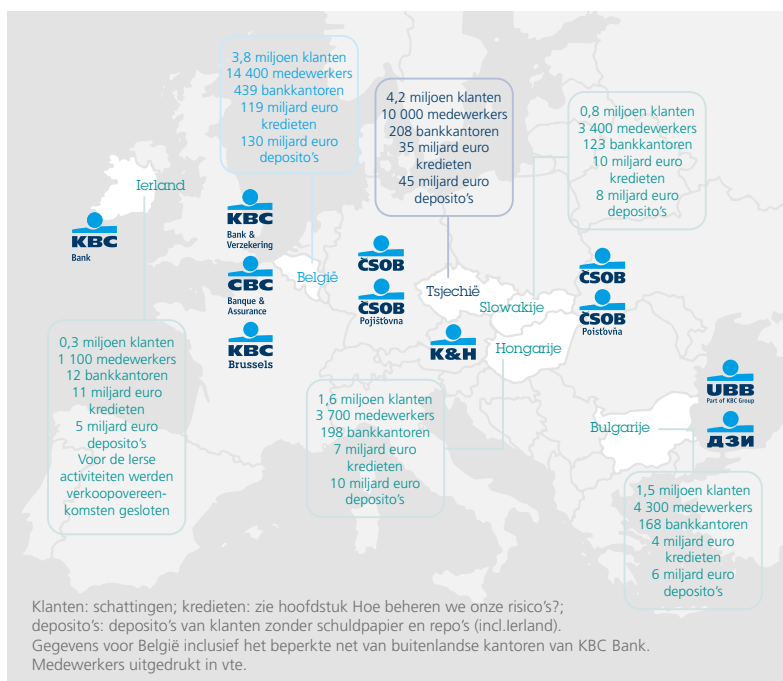 3,8 miljoen klanten
14 400 medewerkers
439 bankkantoren
119 miljard euro
kredieten
130 miljard euro
deposito's
4,2 miljoen klanten
10 000 medewerkers
208 bankkantoren
35 miljard euro
kredieten
45 miljard euro
deposito's
0,8 miljoen klanten
3 400 medewerkers
123 bankkantoren
10 miljard euro
kredieten
8 miljard euro
deposito's
Ierland
KBC
Bank
KBC
Bank &
Verzekering
CBC
Banque &
Assurance
KBC
Brussels
België
ČSOB
ČSOB
Pojišťovna
Tsjechië
Slowakije
ČSOB
ČSOB
Poisťovňa
K&H
Hongarije
UBB
Part of KBC Group
ДЗИ
Bulgarije
0,3 miljoen klanten
1 100 medewerkers
12 bankkantoren
11 miljard euro
kredieten
5 miljard euro
deposito's
Voor de Ierse
activiteiten werden
verkoopovereen-
komsten gesloten
1,6 miljoen klanten
3 700 medewerkers
198 bankkantoren
7 miljard euro
kredieten
10 miljard euro
deposito's
1,5 miljoen klanten
4 300 medewerkers
168 bankkantoren
4 miljard euro
kredieten
6 miljard euro
deposito's
Klanten: schattingen; kredieten: zie hoofdstuk Hoe beheren we onze risico's?;
deposito's: deposito's van klanten zonder schuldpapier en repo's (incl.Ierland).
Gegevens voor België inclusief het beperkte net van buitenlandse kantoren van KBC Bank.
Medewerkers uitgedrukt in vte.